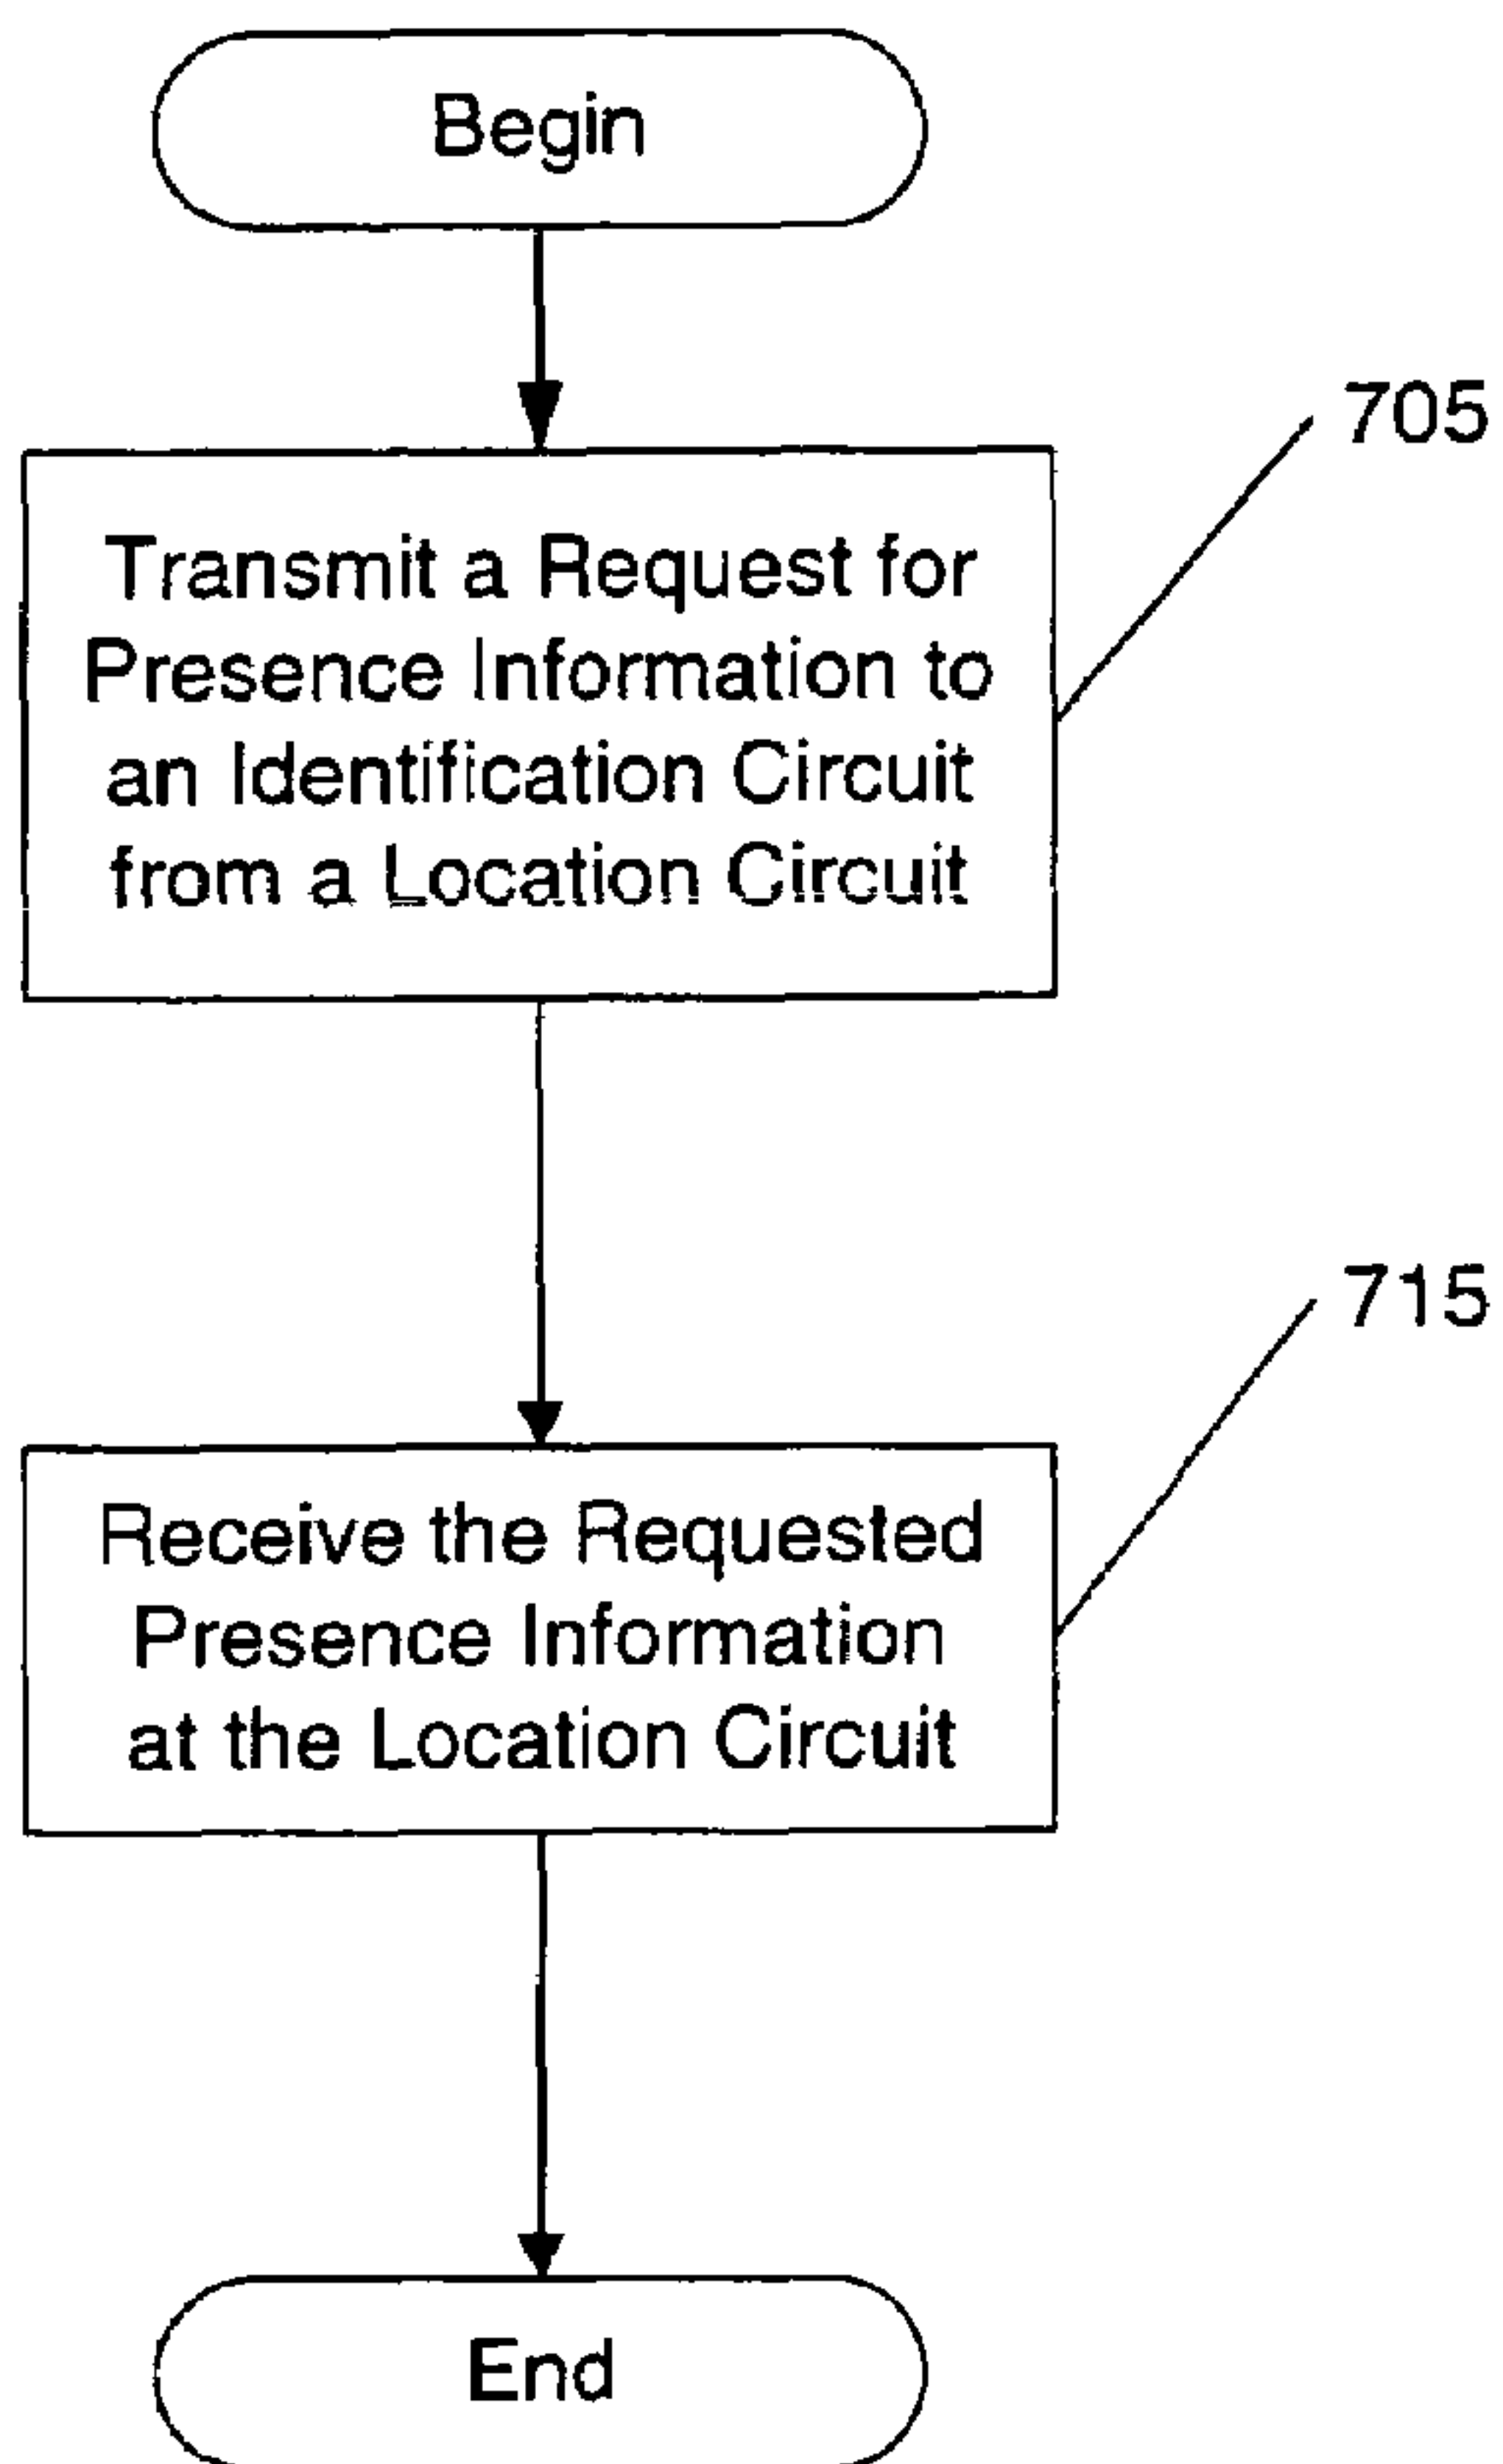 Begin
705
Transmit a Request for
Presence Information to
an Identification Circuit
from a Location Circuit
715
Receive the Requested
Presence Information
at the Location Circuit
End